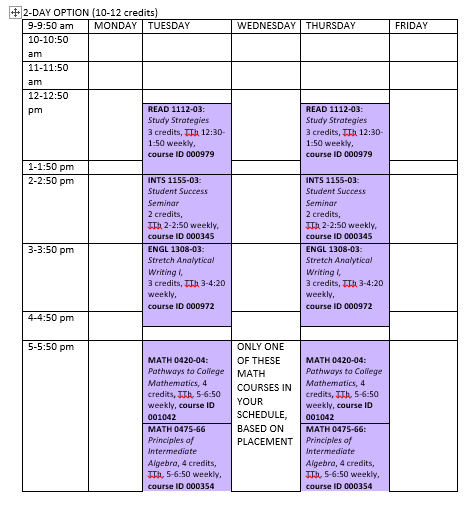 2-DAY OPTION (10-12 credits)
9-9:50 am MONDAY TUESDAY WEDNESDAY THURSDAY FRIDAY
10-10:50
am
11-11:50
am
12-12:50
pm
READ 1112-03:
Study Strategies
3 credits, TTh 12:30-
1:50 weekly,
course ID 000979
READ 1112-03:
Study Strategies
3 credits, TTh 12:30-
1:50 weekly,
course ID 000979
1-1:50 pm
2-2:50 pm
INTS 1155-03:
Student Success
Seminar
2 credits,
TTh 2-2:50 weekly,
course ID 000345
INTS 1155-03:
Student Success
Seminar
2 credits,
TTh 2-2:50 weekly,
course ID 000345
3-3:50 pm
ENGL 1308-03:
Stretch Analytical
Writing I,
3 credits, TTh 3-4:20
weekly,
course ID 000972
ENGL 1308-03:
Stretch Analytical
Writing I,
3 credits, TTh 3-4:20
weekly,
course ID 000972
4-4:50 pm
5-5:50 pm
MATH 0420-04:
Pathways to College
Mathematics, 4
credits, TTh, 5-6:50
weekly, course ID
001042
MATH 0475-66
Principles of
Intermediate
Algebra, 4 credits,
TTh, 5-6:50 weekly,
course ID 000354
ONLY ONE
OF THESE
MATH
COURSES IN
YOUR
SCHEDULE,
BASED ON
PLACEMENT
MATH 0420-04:
Pathways to College
Mathematics, 4
credits, TTh, 5-6:50
weekly, course ID
001042
MATH 0475-66:
Principles of
Intermediate
Algebra, 4 credits,
TTh, 5-6:50 weekly,
course ID 000354